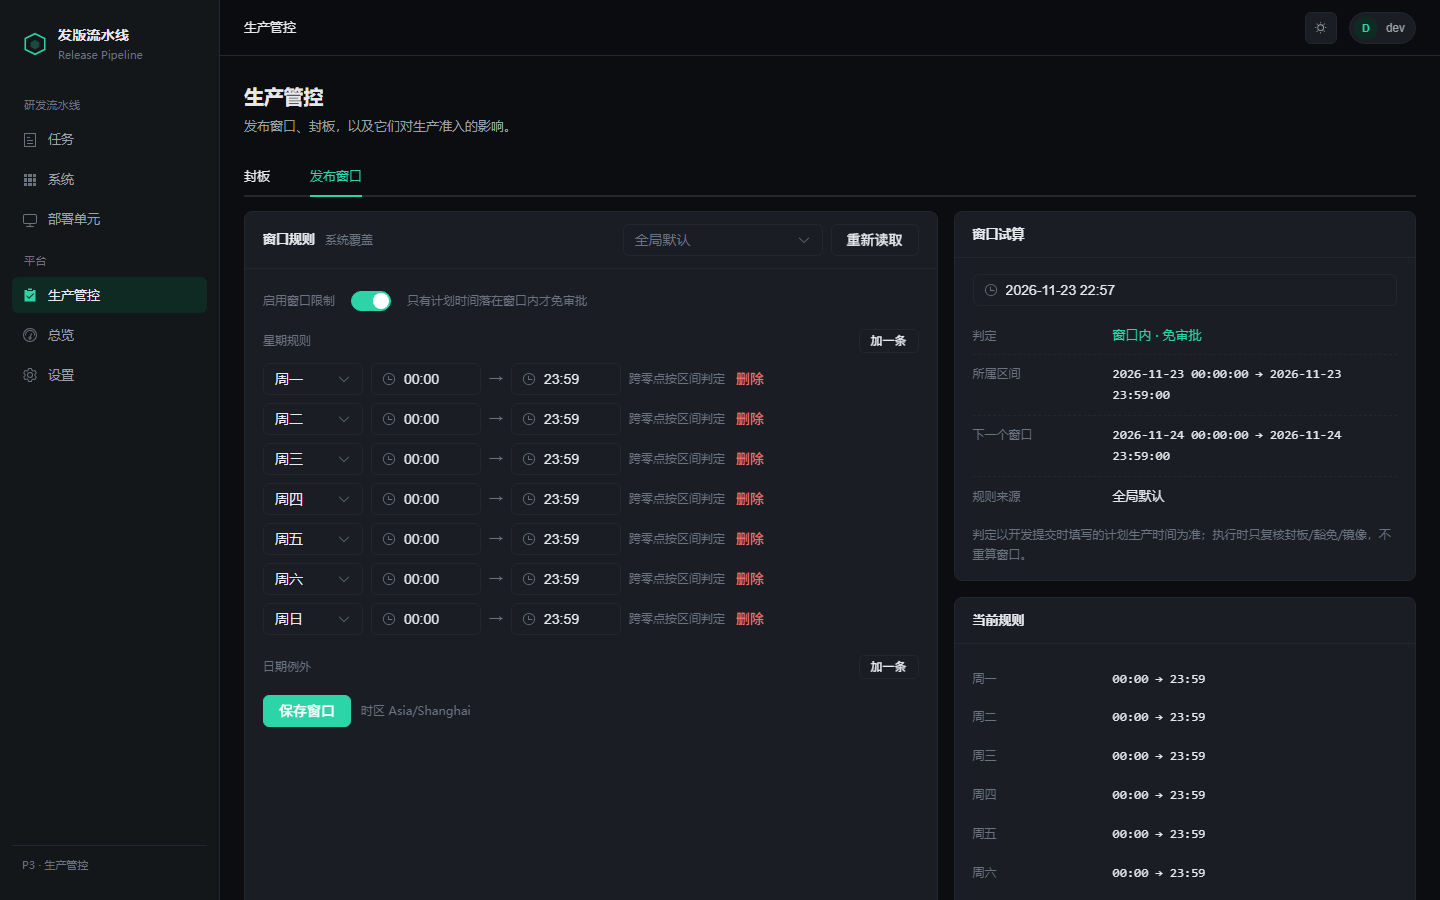 发版流水线
Release Pipeline
研发流水线
任务
系统
部署单元
平台
生产管控
总览
设置
P3 · 生产管控
生产管控
D dev
生产管控
发布窗口、封板，以及它们对生产准入的影响。
封板 发布窗口
窗口规则 系统覆盖 全局默认 重新读取
启用窗口限制 只有计划时间落在窗口内才免审批
星期规则 加一条
周一 00:00 → 23:59 跨零点按区间判定 删除
周二 00:00 → 23:59 跨零点按区间判定 删除
周三 00:00 → 23:59 跨零点按区间判定 删除
周四 00:00 → 23:59 跨零点按区间判定 删除
周五 00:00 → 23:59 跨零点按区间判定 删除
周六 00:00 → 23:59 跨零点按区间判定 删除
周日 00:00 → 23:59 跨零点按区间判定 删除
日期例外 加一条
保存窗口 时区 Asia/Shanghai
窗口试算
2026-11-23 22:57
判定 窗口内 · 免审批
所属区间 2026-11-23 00:00:00 → 2026-11-23
23:59:00
下一个窗口 2026-11-24 00:00:00 → 2026-11-24
23:59:00
规则来源 全局默认
判定以开发提交时填写的计划生产时间为准；执行时只复核封板/豁免/镜像，不
重算窗口。
当前规则
周一 00:00 → 23:59
周二 00:00 → 23:59
周三 00:00 → 23:59
周四 00:00 → 23:59
周五 00:00 → 23:59
周六 00:00 → 23:59